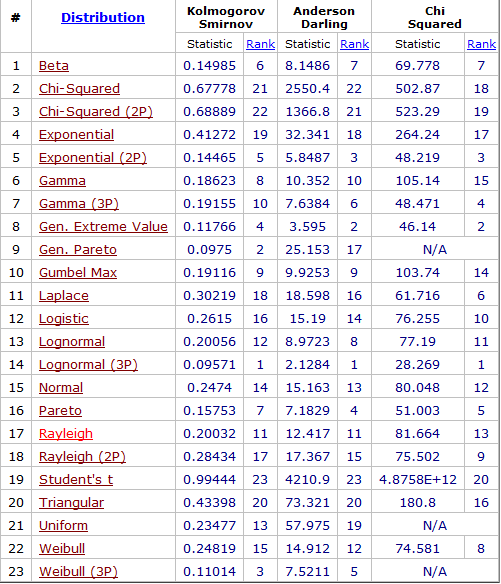 # Distribution Kolmogorov Smirnov Anderson Darling Chi Squared
Statistic Rank Statistic Rank Statistic Rank
1 Beta 0.14985 6 8.1486 7 69.778 7
2 Chi-Squared 0.67778 21 2550.4 22 502.87 18
3 Chi-Squared (2P) 0.68889 22 1366.8 21 523.29 19
4 Exponential 0.41272 19 32.341 18 264.24 17
5 Exponential (2P) 0.14465 5 5.8487 3 48.219 3
6 Gamma 0.18623 8 10.352 10 105.14 15
7 Gamma (3P) 0.19155 10 7.6384 6 48.471 4
8 Gen. Extreme Value 0.11766 4 3.595 2 46.14 2
9 Gen. Pareto 0.0975 2 25.153 17 N/A
10 Gumbel Max 0.19116 9 9.9253 9 103.74 14
11 Laplace 0.30219 18 18.598 16 61.716 6
12 Logistic 0.2615 16 15.19 14 76.255 10
13 Lognormal 0.20056 12 8.9723 8 77.19 11
14 Lognormal (3P) 0.09571 1 2.1284 1 28.269 1
15 Normal 0.2474 14 15.163 13 80.048 12
16 Pareto 0.15753 7 7.1829 4 51.003 5
17 Rayleigh 0.20032 11 12.417 11 81.664 13
18 Rayleigh (2P) 0.28434 17 17.367 15 75.502 9
19 Student's t 0.99444 23 4210.9 23 4.8758E+12 20
20 Triangular 0.43398 20 73.321 20 180.8 16
21 Uniform 0.23477 13 57.975 19 N/A
22 Weibull 0.24819 15 14.912 12 74.581 8
23 Weibull (3P) 0.11014 3 7.5211 5 N/A